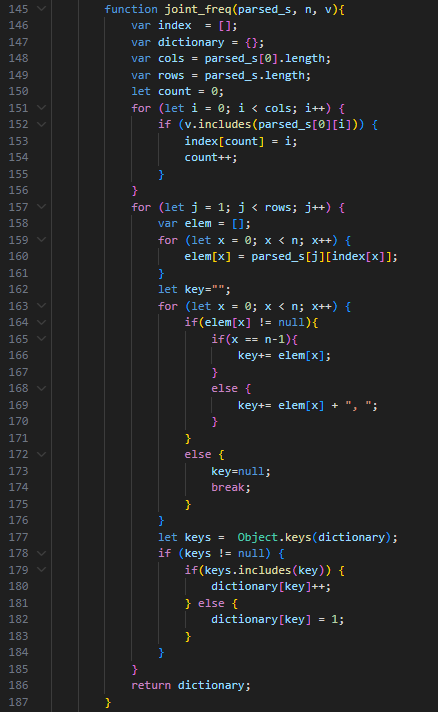 145 function joint_freq(parsed_s, n, v){
146 var index  = [];
147 var dictionary = {};
148 var cols = parsed_s[0].length;
149 var rows = parsed_s.length;
150 let count = 0;
151 for (let i = 0; i < cols; i++) {
152 if (v.includes(parsed_s[0][i])) {
153 index[count] = i;
154 count++;
155 }
156 }
157 for (let j = 1; j < rows; j++) {
158 var elem = [];
159 for (let x = 0; x < n; x++) {
160 elem[x] = parsed_s[j][index[x]];
161 }
162 let key="";
163 for (let x = 0; x < n; x++) {
164 if(elem[x] != null){
165 if(x == n-1){
166 key+= elem[x];
167 }
168 else {
169 key+= elem[x] + ", ";
170 }
171 }
172 else {
173 key=null;
174 break;
175 }
176 }
177 let keys =  Object.keys(dictionary);
178 if (keys != null) {
179 if(keys.includes(key)) {
180 dictionary[key]++;
181 } else {
182 dictionary[key] = 1;
183 }
184 }
185 }
186 return dictionary;
187 }